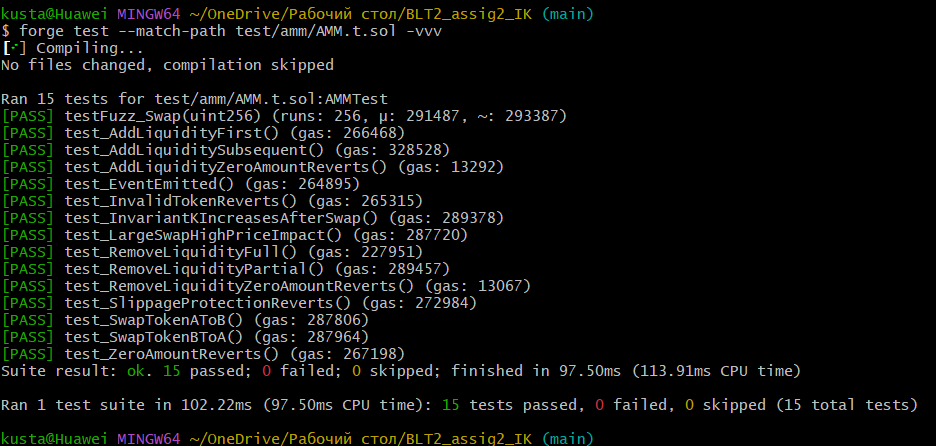 kusta@Huawei MINGW64 ~/OneDrive/Рабочий стол/BLT2_assig2_IK (main)
$ forge test --match-path test/amm/AMM.t.sol -vvv
[⠊] Compiling...
No files changed, compilation skipped

Ran 15 tests for test/amm/AMM.t.sol:AMMTest
[PASS] testFuzz_Swap(uint256) (runs: 256, μ: 291487, ~: 293387)
[PASS] test_AddLiquidityFirst() (gas: 266468)
[PASS] test_AddLiquiditySubsequent() (gas: 328528)
[PASS] test_AddLiquidityZeroAmountReverts() (gas: 13292)
[PASS] test_EventEmitted() (gas: 264895)
[PASS] test_InvalidTokenReverts() (gas: 265315)
[PASS] test_InvariantKIncreasesAfterSwap() (gas: 289378)
[PASS] test_LargeSwapHighPriceImpact() (gas: 287720)
[PASS] test_RemoveLiquidityFull() (gas: 227951)
[PASS] test_RemoveLiquidityPartial() (gas: 289457)
[PASS] test_RemoveLiquidityZeroAmountReverts() (gas: 13067)
[PASS] test_SlippageProtectionReverts() (gas: 272984)
[PASS] test_SwapTokenAToB() (gas: 287806)
[PASS] test_SwapTokenBToA() (gas: 287964)
[PASS] test_ZeroAmountReverts() (gas: 267198)
Suite result: ok. 15 passed; 0 failed; 0 skipped; finished in 97.50ms (113.91ms CPU time)

Ran 1 test suite in 102.22ms (97.50ms CPU time): 15 tests passed, 0 failed, 0 skipped (15 total tests)

kusta@Huawei MINGW64 ~/OneDrive/Рабочий стол/BLT2_assig2_IK (main)